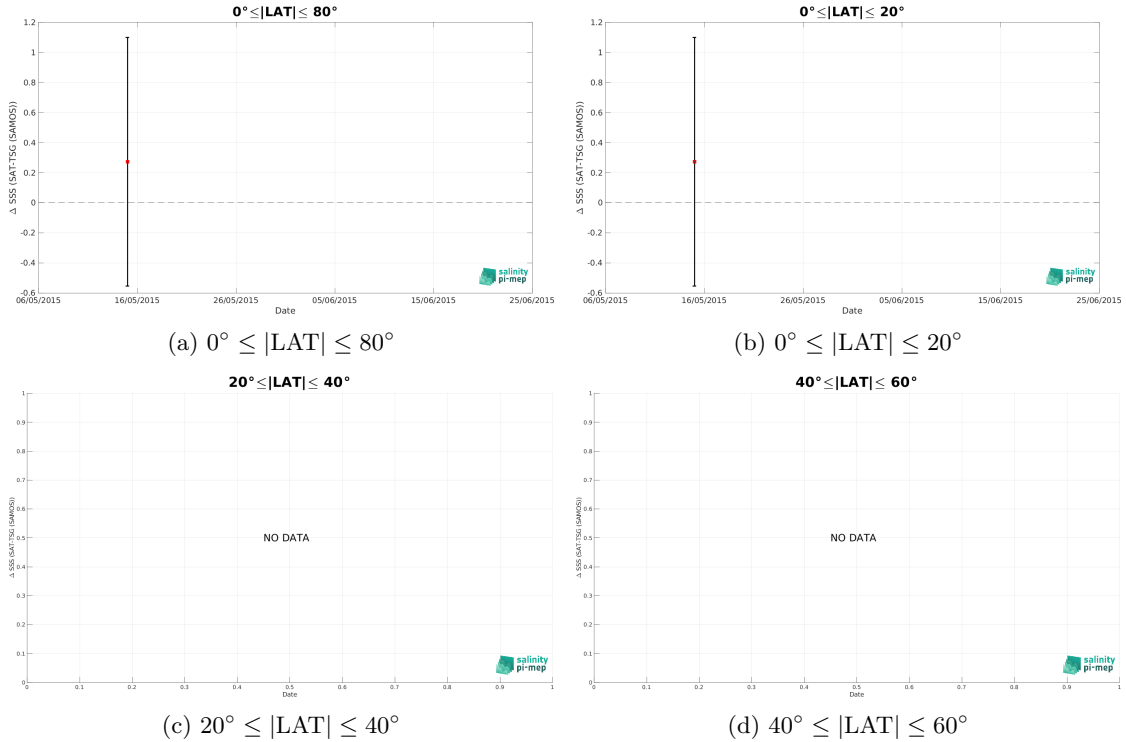 0°≤|LAT|≤ 80°
1.2
1
0.8
0.6
0.4
0.2
0
-0.2
-0.4
-0.6
Δ SSS (SAT-TSG (SAMOS))
06/05/2015 16/05/2015 26/05/2015 05/06/2015 15/06/2015 25/06/2015
Date
salinity
pi-mep
(a) 0° ≤ |LAT| ≤ 80°
0°≤|LAT|≤ 20°
1.2
1
0.8
0.6
0.4
0.2
0
-0.2
-0.4
-0.6
Δ SSS (SAT-TSG (SAMOS))
06/05/2015 16/05/2015 26/05/2015 05/06/2015 15/06/2015 25/06/2015
Date
salinity
pi-mep
(b) 0° ≤ |LAT| ≤ 20°
20°≤|LAT|≤ 40°
1
0.9
0.8
0.7
0.6
0.5
0.4
0.3
0.2
0.1
0
Δ SSS (SAT-TSG (SAMOS))
NO DATA
0 0.1 0.2 0.3 0.4 0.5 0.6 0.7 0.8 0.9 1
Date
salinity
pi-mep
(c) 20° ≤ |LAT| ≤ 40°
40°≤|LAT|≤ 60°
1
0.9
0.8
0.7
0.6
0.5
0.4
0.3
0.2
0.1
0
Δ SSS (SAT-TSG (SAMOS))
NO DATA
0 0.1 0.2 0.3 0.4 0.5 0.6 0.7 0.8 0.9 1
Date
salinity
pi-mep
(d) 40° ≤ |LAT| ≤ 60°